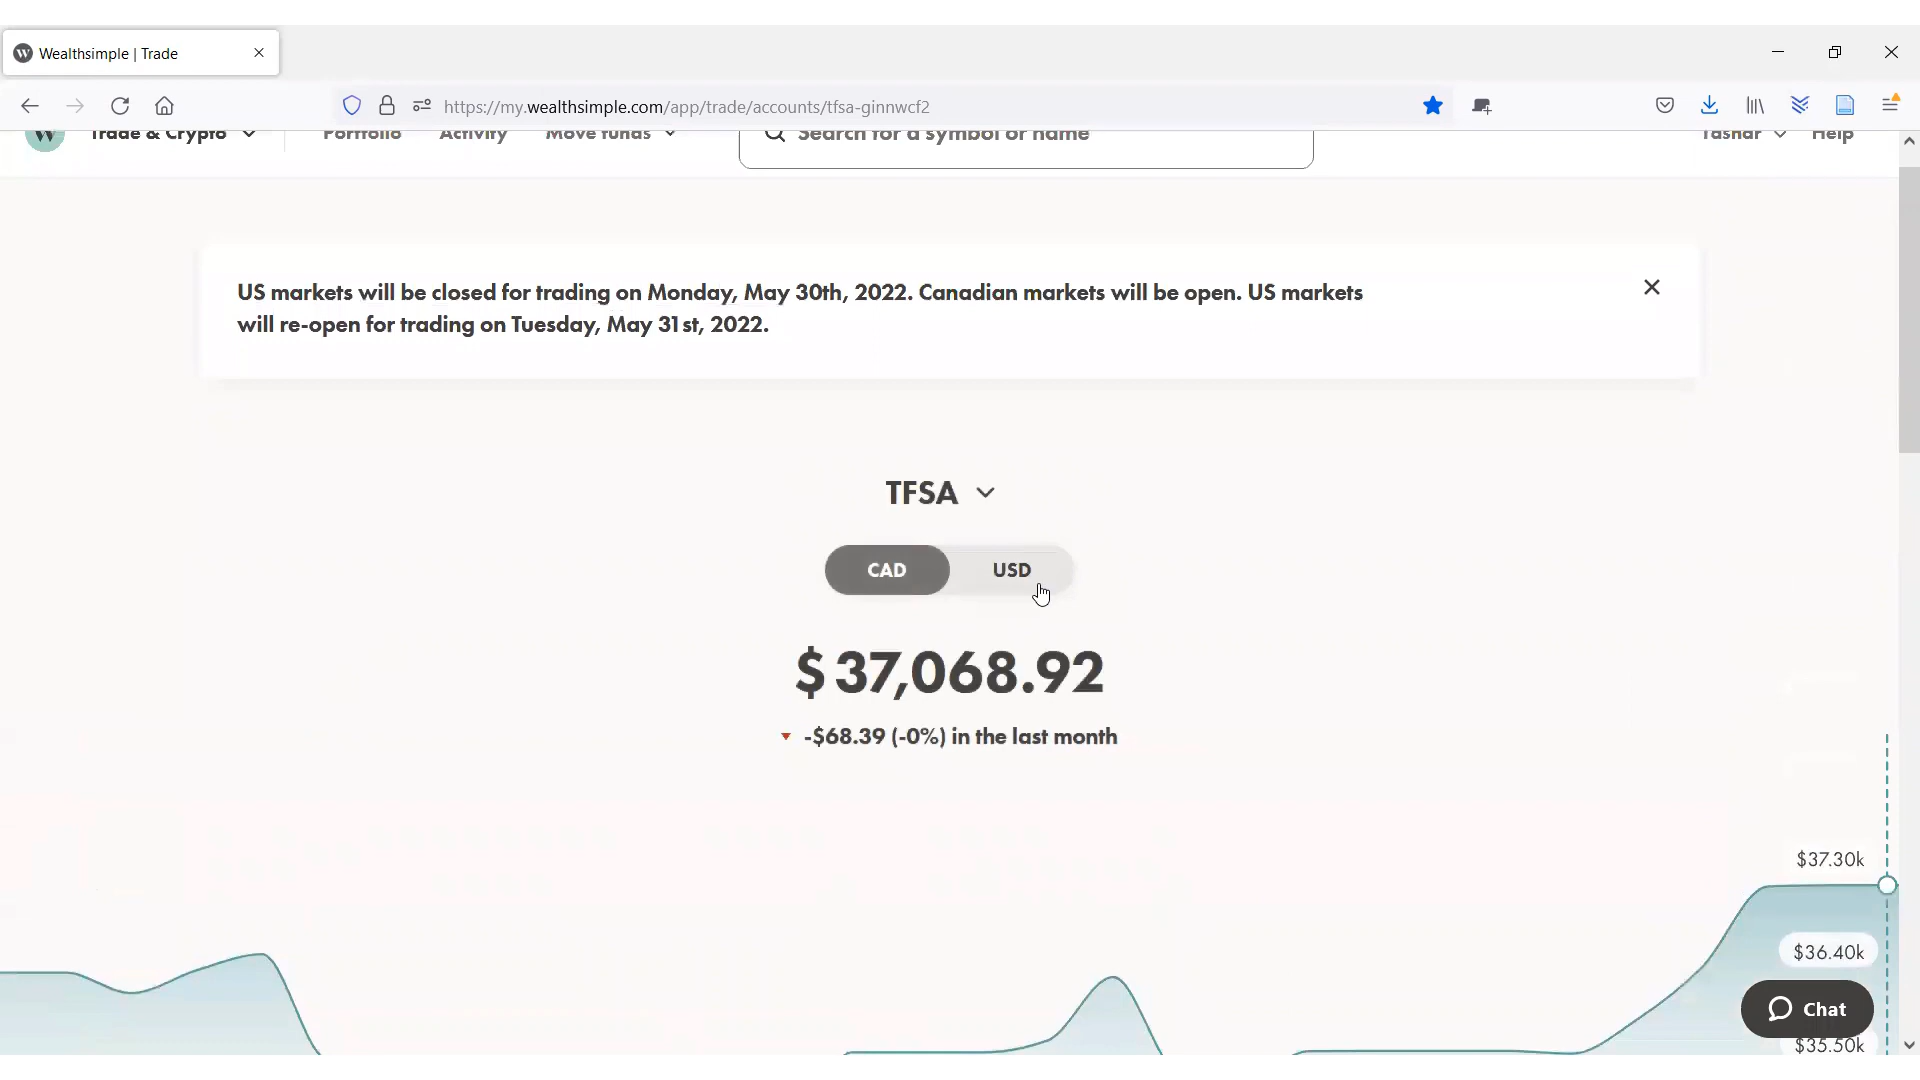 Wealthsimple | Trade
https://my.wealthsimple.com/app/trade/accounts/tfsa-ginnwcf2
W Trade & Crypto Portfolio Activity Move funds Search for a symbol or name Tashar Help
US markets will be closed for trading on Monday, May 30th, 2022. Canadian markets will be open. US markets
will re-open for trading on Tuesday, May 31st, 2022.
TFSA
CAD USD
$37,068.92
-$68.39 (-0%) in the last month
$37.30k
$36.40k
Chat
$35.50k